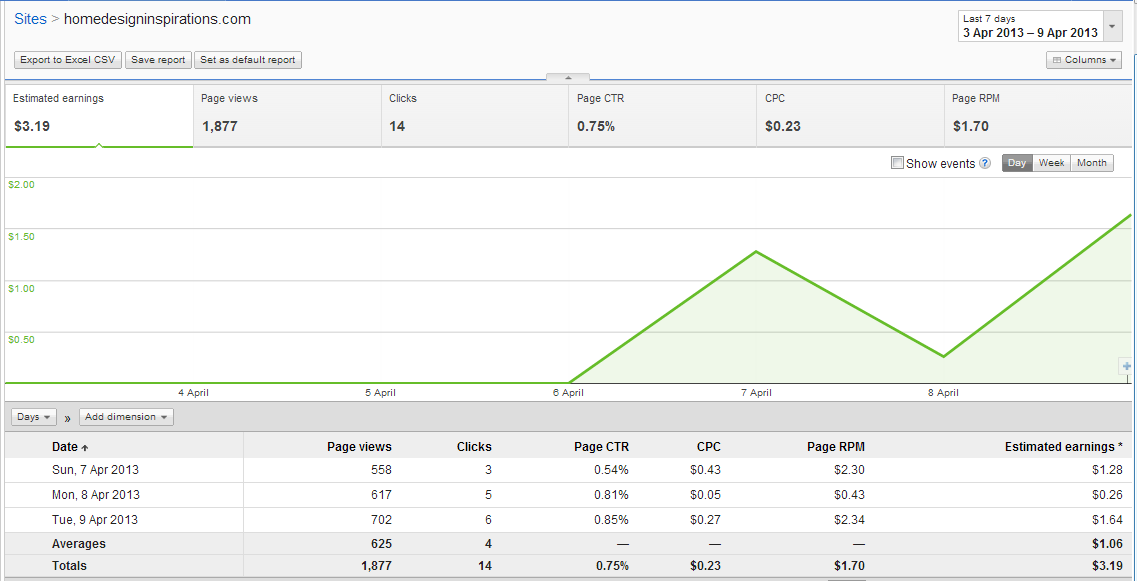 Sites > homedesigninspirations.com
Last 7 days
3 Apr 2013 – 9 Apr 2013
Export to Excel CSV Save report Set as default report Columns
Estimated earnings Page views Clicks Page CTR CPC Page RPM
$3.19 1,877 14 0.75% $0.23 $1.70
Show events ? Day Week Month
$2.00
$1.50
$1.00
$0.50
4 April 5 April 6 April 7 April 8 April
Days » Add dimension
Date Page views Clicks Page CTR CPC Page RPM Estimated earnings *
Sun, 7 Apr 2013 558 3 0.54% $0.43 $2.30 $1.28
Mon, 8 Apr 2013 617 5 0.81% $0.05 $0.43 $0.26
Tue, 9 Apr 2013 702 6 0.85% $0.27 $2.34 $1.64
Averages 625 4 — — — $1.06
Totals 1,877 14 0.75% $0.23 $1.70 $3.19